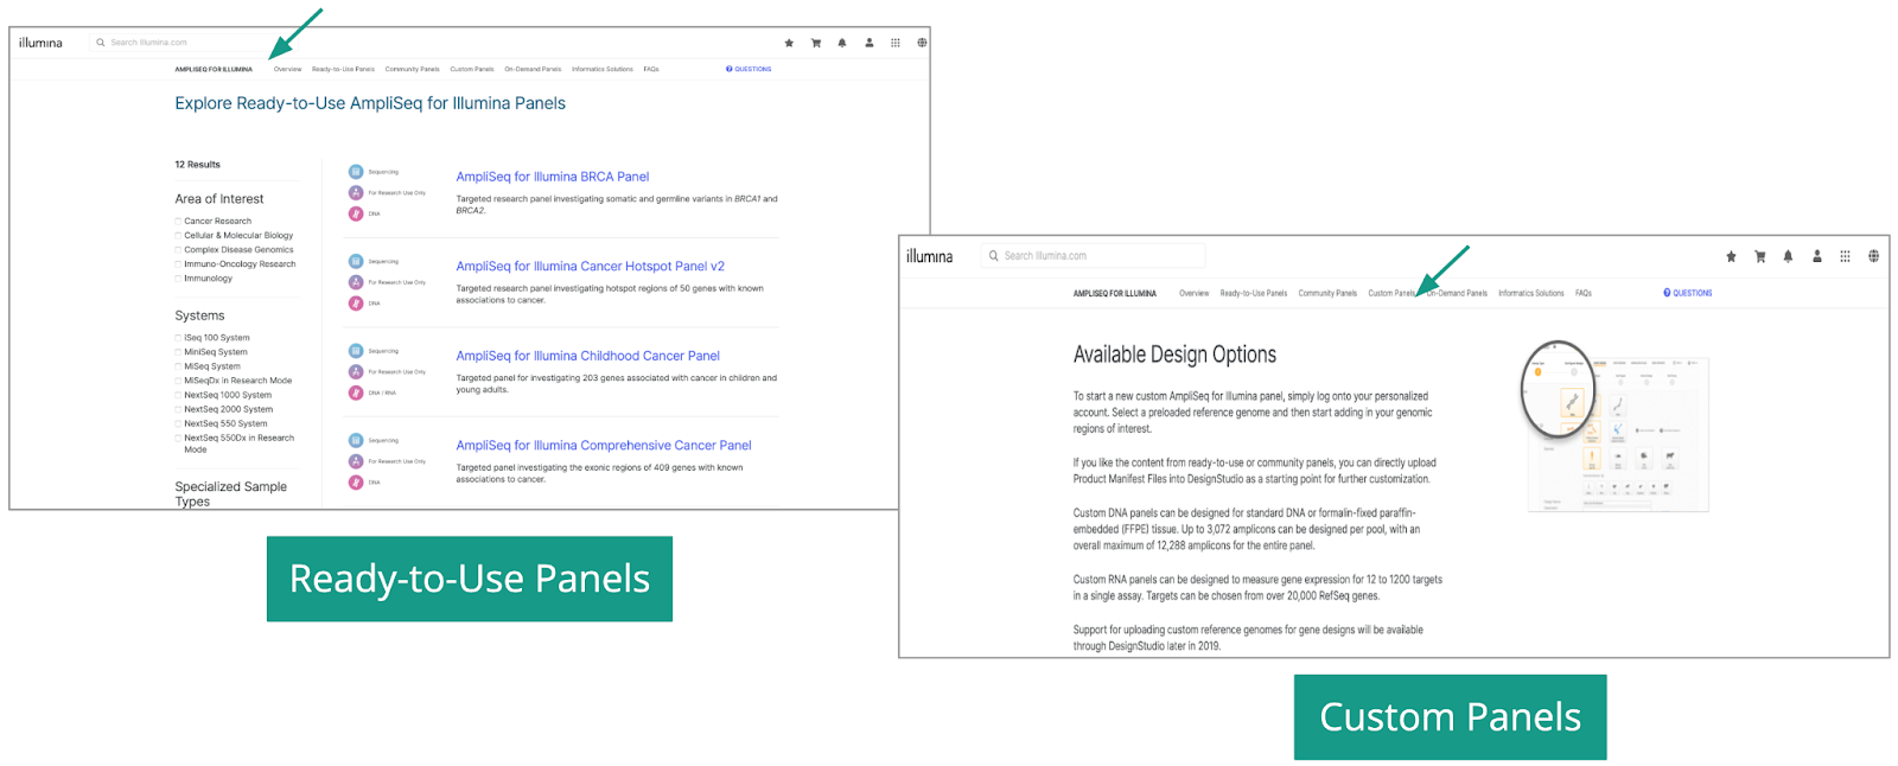 illumina
Search Illumina.com
AMPLISEQ FOR ILLUMINA Overview Ready-to-Use Panels Community Panels Custom Panels On-Demand Panels Informatics Solutions FAQs QUESTIONS
Explore Ready-to-Use AmpliSeq for Illumina Panels
12 Results
Area of Interest
Cancer Research
Cellular & Molecular Biology
Complex Disease Genomics
Immuno-Oncology Research
Immunology
Systems
iSeq 100 System
MiniSeq System
MiSeq System
MiSeqDx in Research Mode
NextSeq 1000 System
NextSeq 2000 System
NextSeq 550 System
NextSeq 550Dx in Research
Mode
Specialized Sample
Types
Sequencing
For Research Use Only
DNA
AmpliSeq for Illumina BRCA Panel
Targeted research panel investigating somatic and germline variants in BRCA1 and
BRCA2.
Sequencing
For Research Use Only
DNA
AmpliSeq for Illumina Cancer Hotspot Panel v2
Targeted research panel investigating hotspot regions of 50 genes with known
associations to cancer.
Sequencing
For Research Use Only
DNA / RNA
AmpliSeq for Illumina Childhood Cancer Panel
Targeted panel for investigating 203 genes associated with cancer in children and
young adults.
Sequencing
For Research Use Only
DNA
AmpliSeq for Illumina Comprehensive Cancer Panel
Targeted panel investigating the exonic regions of 409 genes with known
associations to cancer.
Ready-to-Use Panels
illumina
Search Illumina.com
AMPLISEQ FOR ILLUMINA Overview Ready-to-Use Panels Community Panels Custom Panels On-Demand Panels Informatics Solutions FAQs QUESTIONS
Available Design Options
To start a new custom AmpliSeq for Illumina panel, simply log onto your personalized
account. Select a preloaded reference genome and then start adding in your genomic
regions of interest.
If you like the content from ready-to-use or community panels, you can directly upload
Product Manifest Files into DesignStudio as a starting point for further customization.
Custom DNA panels can be designed for standard DNA or formalin-fixed paraffin-
embedded (FFPE) tissue. Up to 3,072 amplicons can be designed per pool, with an
overall maximum of 12,288 amplicons for the entire panel.
Custom RNA panels can be designed to measure gene expression for 12 to 1200 targets
in a single assay. Targets can be chosen from over 20,000 RefSeq genes.
Support for uploading custom reference genomes for gene designs will be available
through DesignStudio later in 2019.
Custom Panels